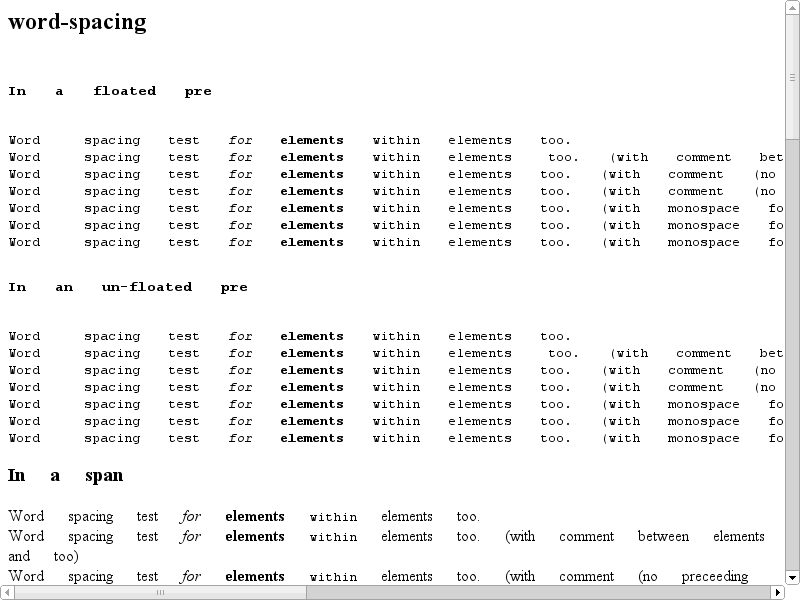 word-spacing
In a floated pre
Word spacing test for elements within elements too.
Word spacing test for elements within elements too. (with comment bet
Word spacing test for elements within elements too. (with comment (no
Word spacing test for elements within elements too. (with comment (no
Word spacing test for elements within elements too. (with monospace fo
Word spacing test for elements within elements too. (with monospace fo
Word spacing test for elements within elements too. (with monospace fo
In an un-floated pre
Word spacing test for elements within elements too.
Word spacing test for elements within elements too. (with comment bet
Word spacing test for elements within elements too. (with comment (no
Word spacing test for elements within elements too. (with comment (no
Word spacing test for elements within elements too. (with monospace fo
Word spacing test for elements within elements too. (with monospace fo
Word spacing test for elements within elements too. (with monospace fo
In a span
Word spacing test for elements within elements too.
Word spacing test for elements within elements too. (with comment between elements
and too)
Word spacing test for elements within elements too. (with comment (no preceeding